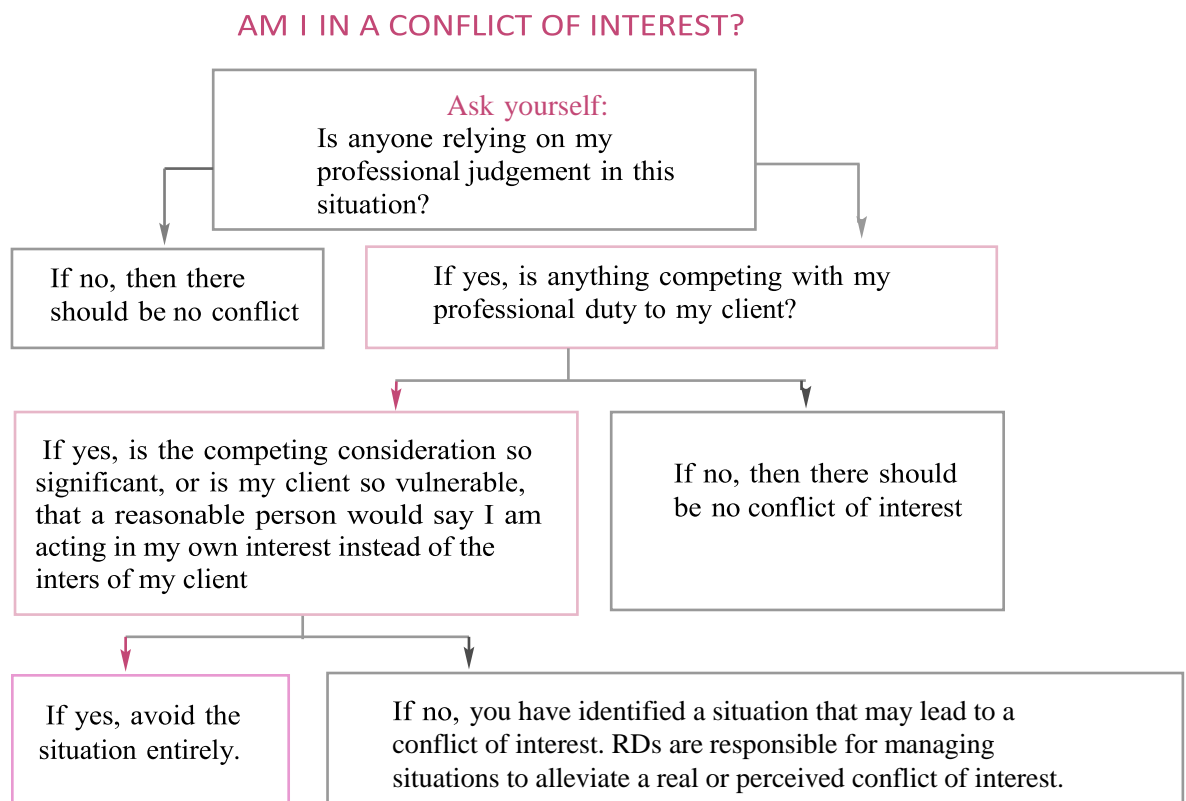 AM I IN A CONFLICT OF INTEREST?
Ask yourself:
Is anyone relying on my
professional judgement in this
situation?
If no, then there
should be no conflict
If yes, is anything competing with my
professional duty to my client?
If yes, is the competing consideration so
significant, or is my client so vulnerable,
that a reasonable person would say I am
acting in my own interest instead of the
inters of my client
If no, then there should
be no conflict of interest
If yes, avoid the
situation entirely.
If no, you have identified a situation that may lead to a
conflict of interest. RDs are responsible for managing
situations to alleviate a real or perceived conflict of interest.